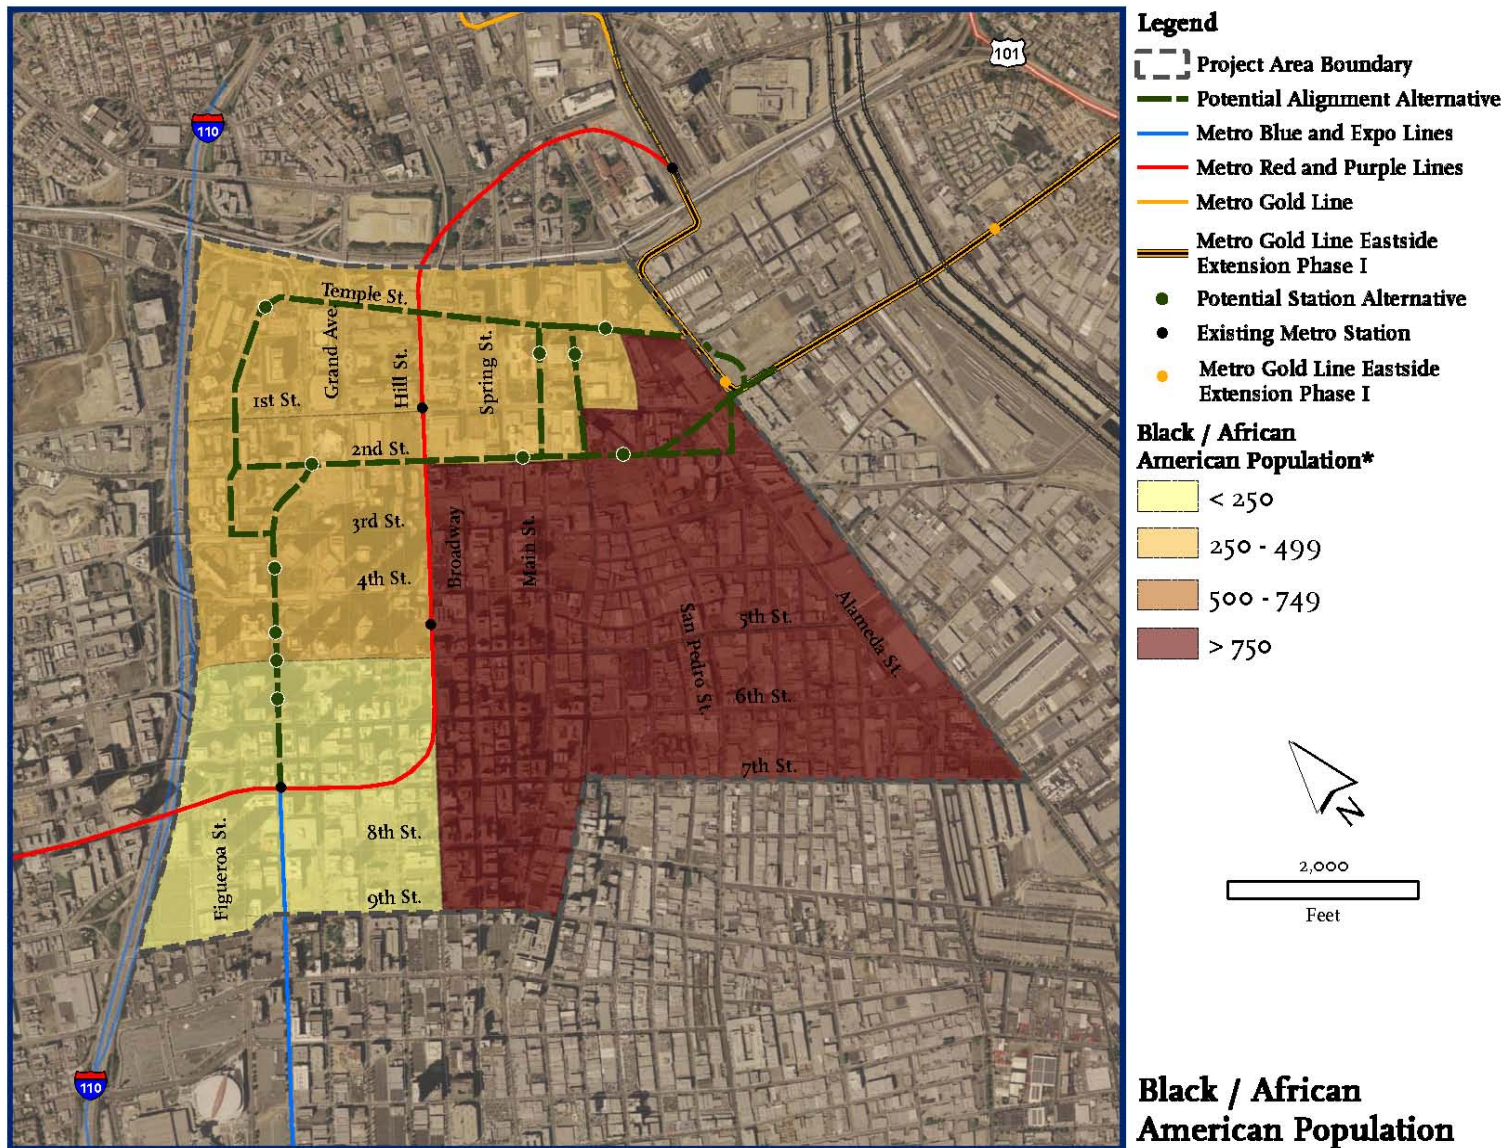 110
101
Temple St.
Grand Ave.
Hill St.
Spring St.
1st St.
2nd St.
3rd St.
Broadway
Main St.
4th St.
San Pedro St.
5th St.
Alameda St.
6th St.
7th St.
8th St.
Figueroa St.
9th St.
110
Legend
Project Area Boundary
Potential Alignment Alternative
Metro Blue and Expo Lines
Metro Red and Purple Lines
Metro Gold Line
Metro Gold Line Eastside
Extension Phase I
Potential Station Alternative
Existing Metro Station
Metro Gold Line Eastside
Extension Phase I
Black / African
American Population*
< 250
250 - 499
500 - 749
> 750
N
2,000
Feet
Black / African
American Population